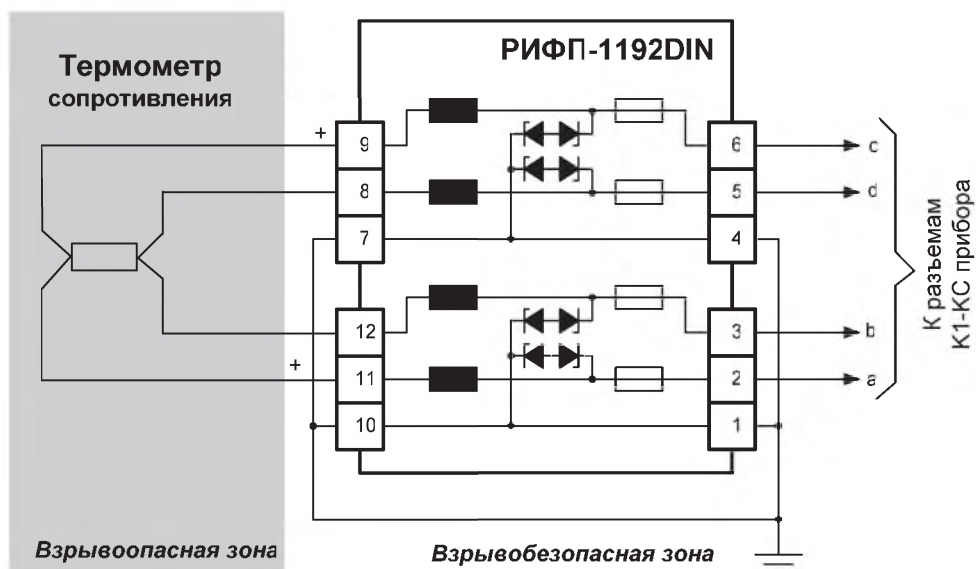 РИФП-1192DIN
Термометр
сопротивления
+
9
6
c
8
5
d
7
4
12
3
b
+
11
2
a
10
1
К разъемам
К1-КС прибора
Взрывоопасная зона
Взрывобезопасная зона